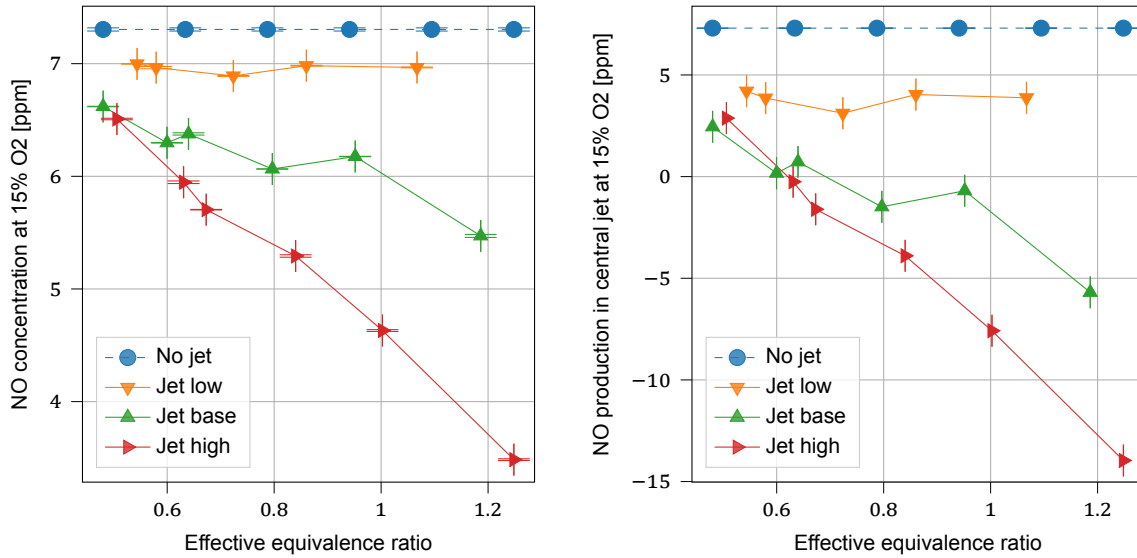 NO concentration at 15% O2 [ppm]
7
6
5
4
No jet
Jet low
Jet base
Jet high
0.6
0.8
1
1.2
Effective equivalence ratio
NO production in central jet at 15% O2 [ppm]
5
0
−5
−10
−15
No jet
Jet low
Jet base
Jet high
0.6
0.8
1
1.2
Effective equivalence ratio